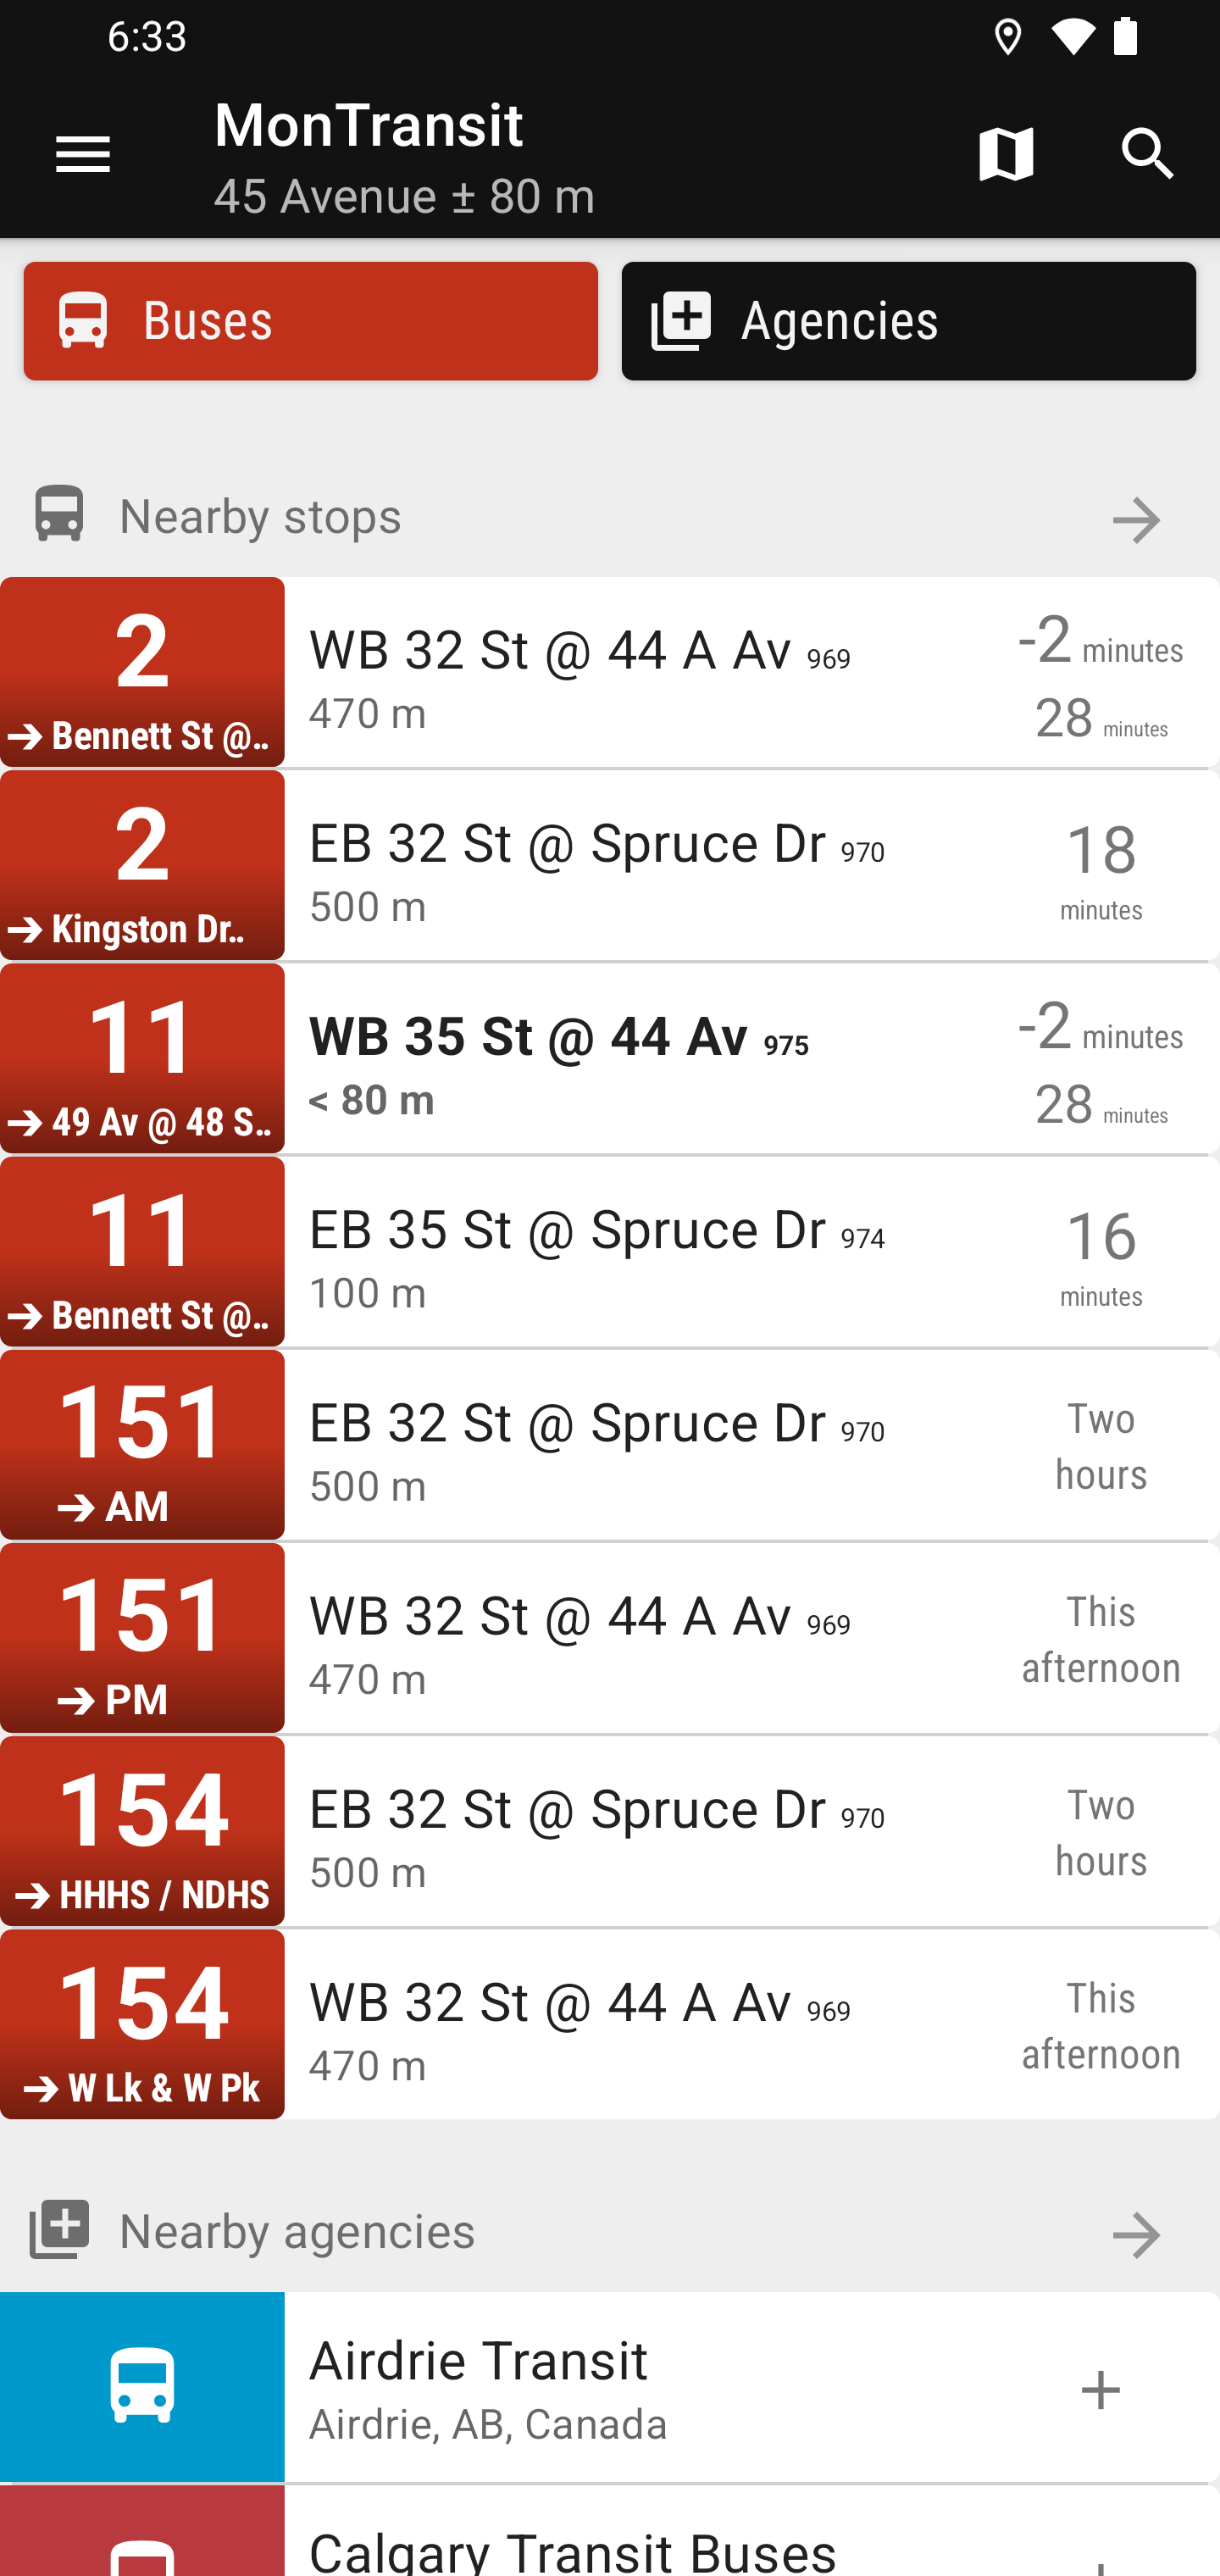 6:33
MonTransit
45 Avenue ± 80 m
Buses
Agencies
Nearby stops
2
→ Bennett St @..
WB 32 St @ 44 A Av 969
470 m
-2 minutes
28 minutes
2
→ Kingston Dr..
EB 32 St @ Spruce Dr 970
500 m
18
minutes
11
→ 49 Av @ 48 S..
WB 35 St @ 44 Av 975
< 80 m
-2 minutes
28 minutes
11
→ Bennett St @..
EB 35 St @ Spruce Dr 974
100 m
16
minutes
151
→ AM
EB 32 St @ Spruce Dr 970
500 m
Two
hours
151
→ PM
WB 32 St @ 44 A Av 969
470 m
This
afternoon
154
→ HHHS / NDHS
EB 32 St @ Spruce Dr 970
500 m
Two
hours
154
→ W Lk & W Pk
WB 32 St @ 44 A Av 969
470 m
This
afternoon
Nearby agencies
Airdrie Transit
Airdrie, AB, Canada
Calgary Transit Buses